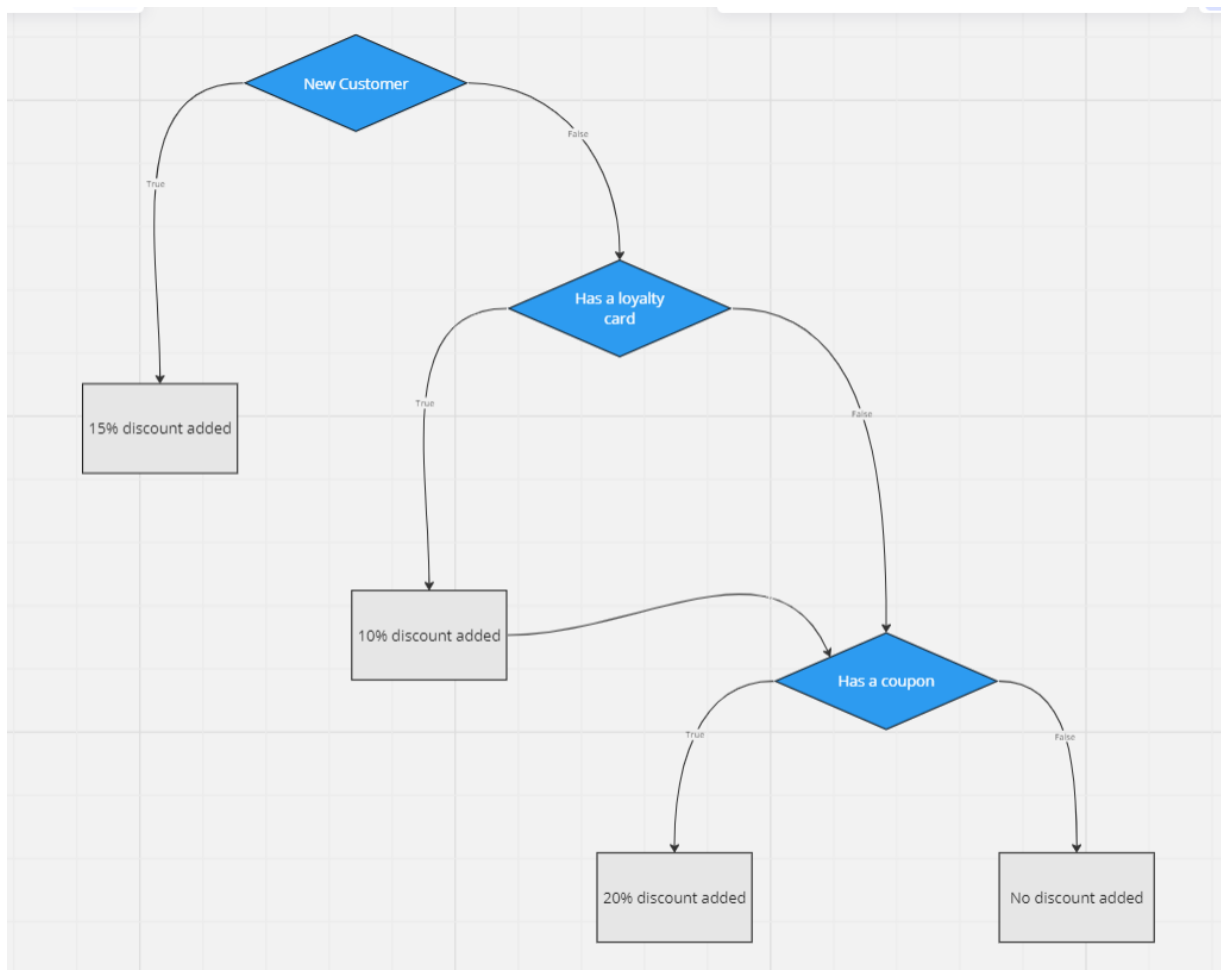 New Customer
True
False
Has a loyalty
card
True
False
15% discount added
10% discount added
Has a coupon
True
False
20% discount added
No discount added